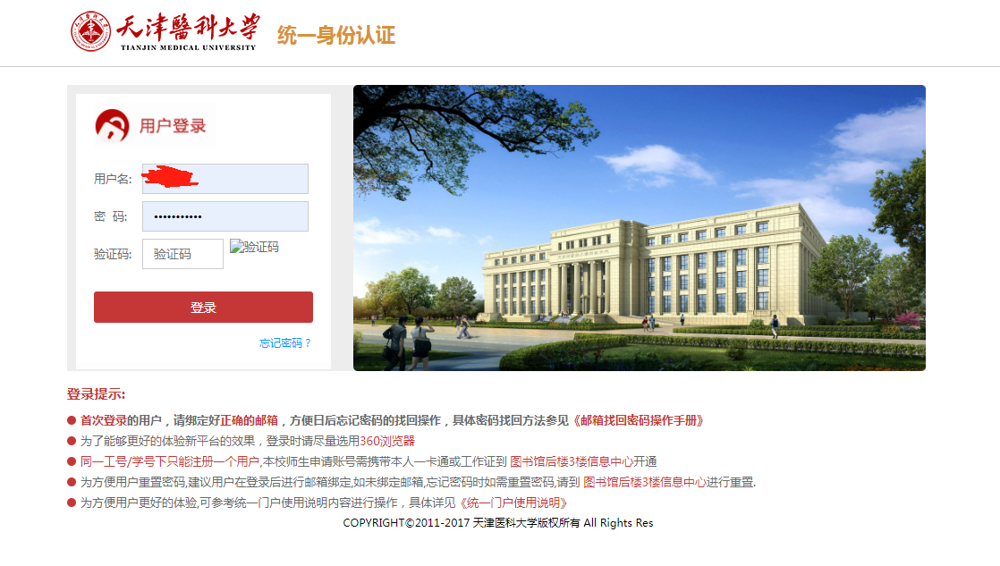 天津醫科大学
TIANJIN MEDICAL UNIVERSITY
统一身份认证
用户登录
用户名:
密 码:
验证码:
验证码
验证码
登录
忘记密码？
登录提示:
首次登录的用户，请绑定好正确的邮箱，方便日后忘记密码的找回操作，具体密码找回方法参见《邮箱找回密码操作手册》
为了能够更好的体验新平台的效果，登录时请尽量选用360浏览器
同一工号/学号下只能注册一个用户,本校师生申请账号需携带本人一卡通或工作证到 图书馆后楼3楼信息中心开通
为方便用户重置密码,建议用户在登录后进行邮箱绑定,如未绑定邮箱,忘记密码时如需重置密码,请到 图书馆后楼3楼信息中心进行重置.
为方便用户更好的体验,可参考统一门户使用说明内容进行操作，具体详见《统一门户使用说明》
COPYRIGHT©2011-2017 天津医科大学版权所有 All Rights Res